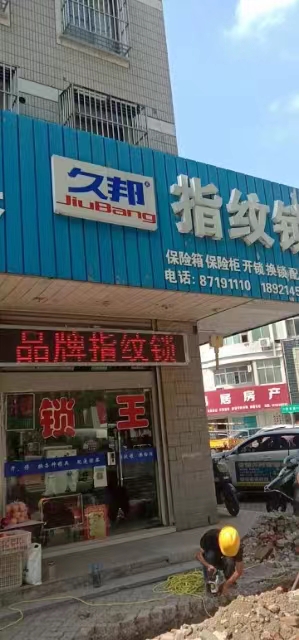 久邦
JiuBang
指纹锁
保险箱 保险柜 开锁 换锁 配
电话: 87191110 1892145
品牌指纹锁
锁王
居房产